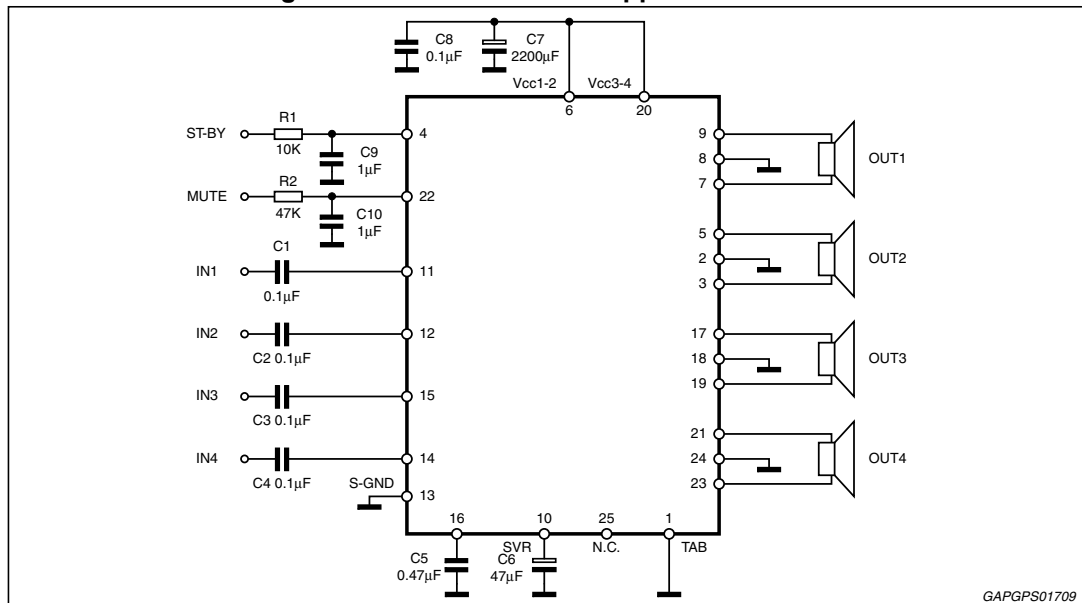 C8
0.1µF
C7
2200µF
Vcc1-2
Vcc3-4
6
20
ST-BY
R1
10K
4
C9
1µF
MUTE
R2
47K
22
C10
1µF
IN1
C1
0.1µF
11
IN2
C2 0.1µF
12
IN3
C3 0.1µF
15
IN4
C4 0.1µF
14
S-GND
13
9
8
7
OUT1
5
2
3
OUT2
17
18
19
OUT3
21
24
23
OUT4
16
10
25
1
SVR
N.C.
TAB
C5
0.47µF
C6
47µF
GAPGPS01709